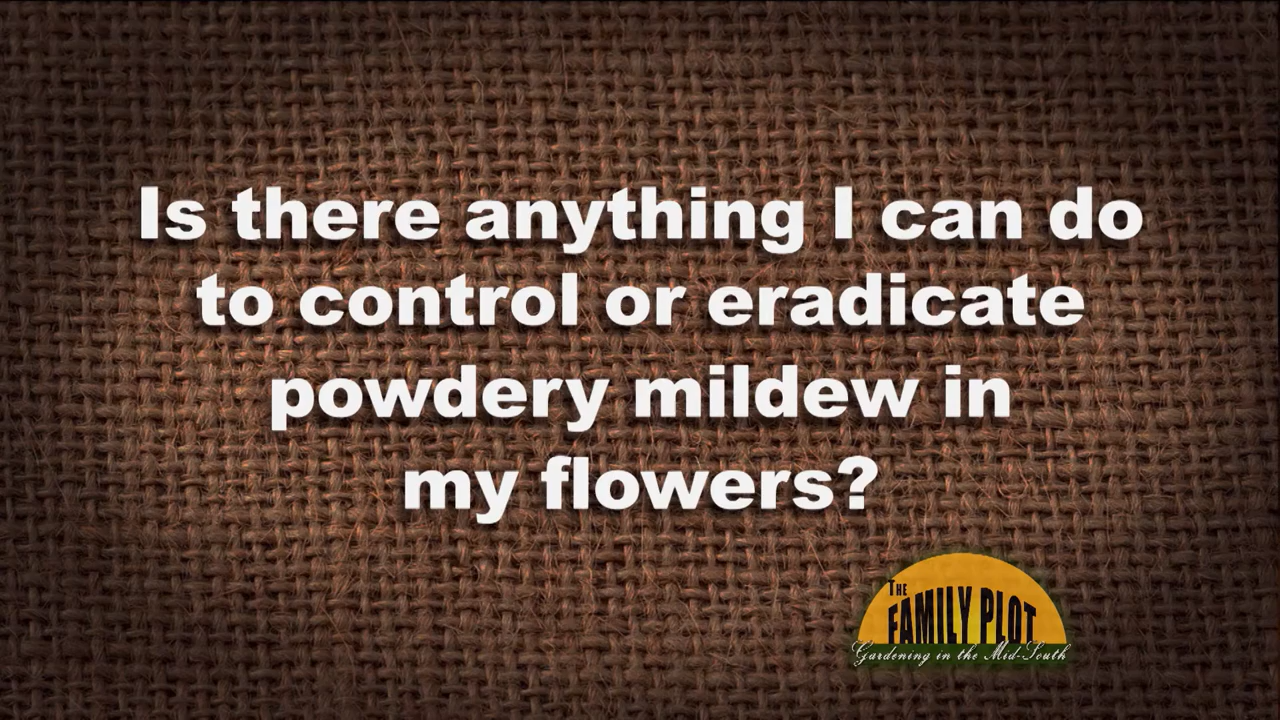 Is there anything I can do
to control or eradicate
powdery mildew in
my flowers?
THE
FAMILY PLOT
Gardening in the Mid-South